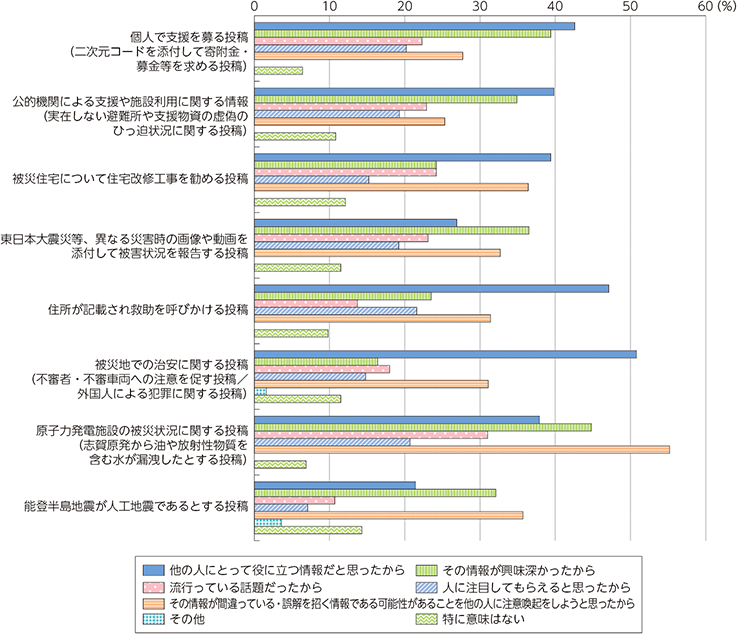 0 10 20 30 40 50 60 (%)
個人で支援を募る投稿
(二次元コードを添付して寄附金・
募金等を求める投稿)
公的機関による支援や施設利用に関する情報
(実在しない避難所や支援物資の虚偽の
ひっ迫状況に関する投稿)
被災住宅について住宅改修工事を勧める投稿
東日本大震災等、異なる災害時の画像や動画を
添付して被害状況を報告する投稿
住所が記載され救助を呼びかける投稿
被災地での治安に関する投稿
(不審者・不審車両への注意を促す投稿/
外国人による犯罪に関する投稿)
原子力発電施設の被災状況に関する投稿
(志賀原発から油や放射性物質を
含む水が漏洩したとする投稿)
能登半島地震が人工地震であるとする投稿
他の人にとって役に立つ情報だと思ったから
その情報が興味深かったから
流行っている話題だったから
人に注目してもらえると思ったから
その情報が間違っている・誤解を招く情報である可能性があることを他の人に注意喚起をしようと思ったから
その他
特に意味はない